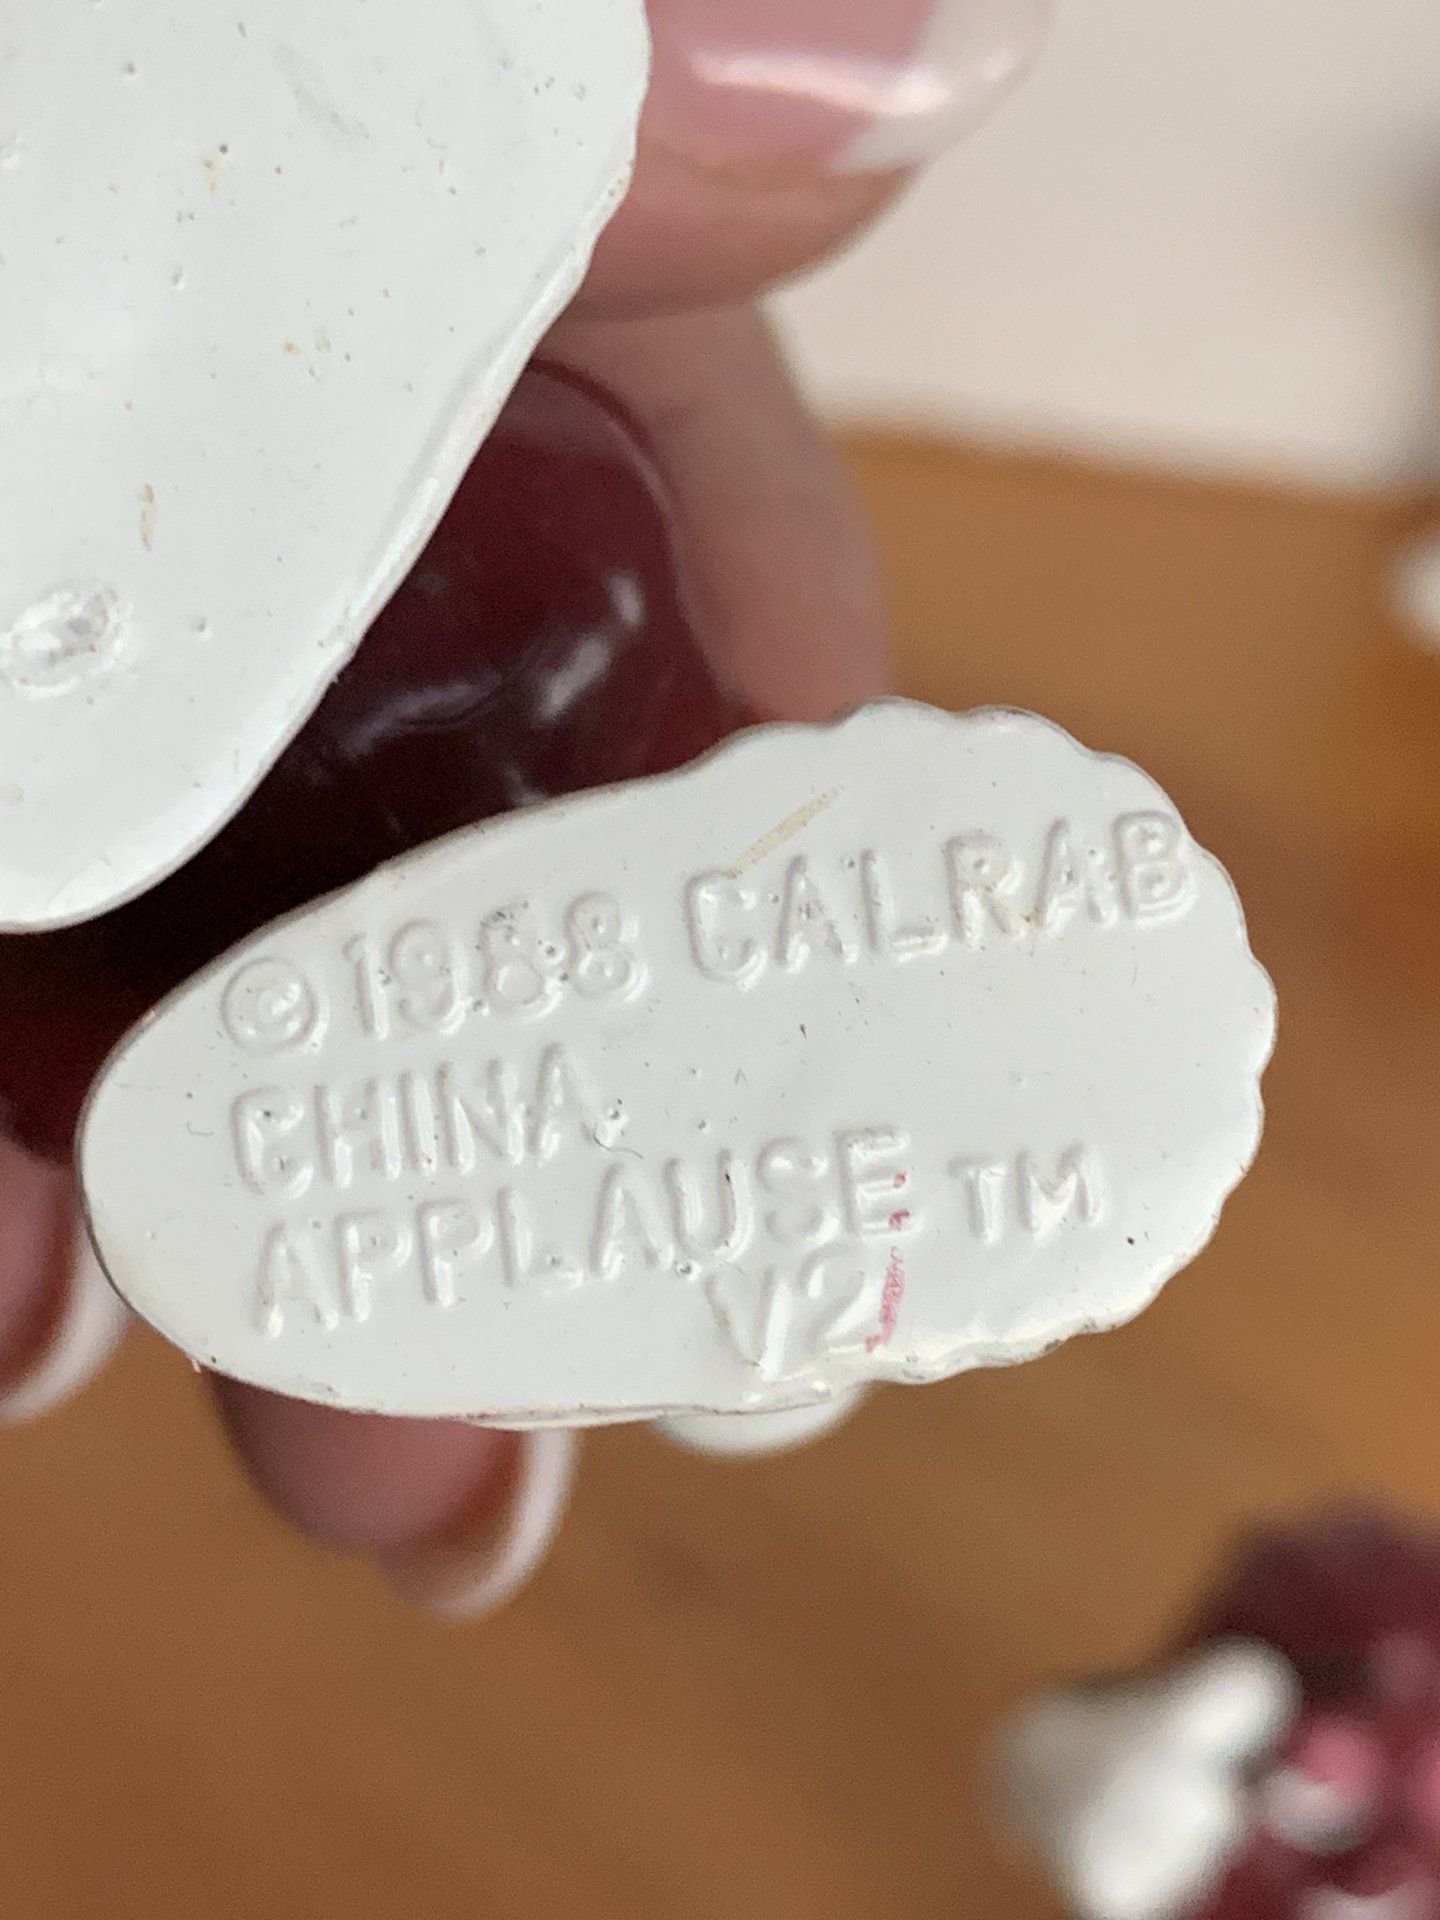 ©1988 CALRAB
CHINA
APPLAUSE TM
V2